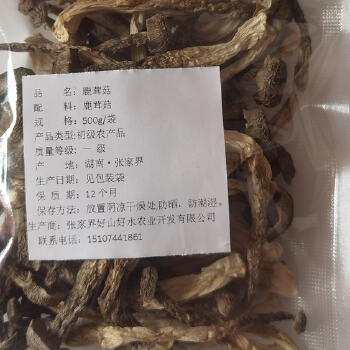 品 名: 鹿茸菇
配 料: 鹿茸菇
规 格: 500g/袋
产品类型:初级农产品
质量等级: 一级
产 地: 湖南·张家界
生产日期: 见包装袋
保质期: 12个月
保存方法: 放置阴凉干燥处,防晒, 防潮湿。
生产商: 张家界好山好水农业开发有限公司
联系电话: 15107441861